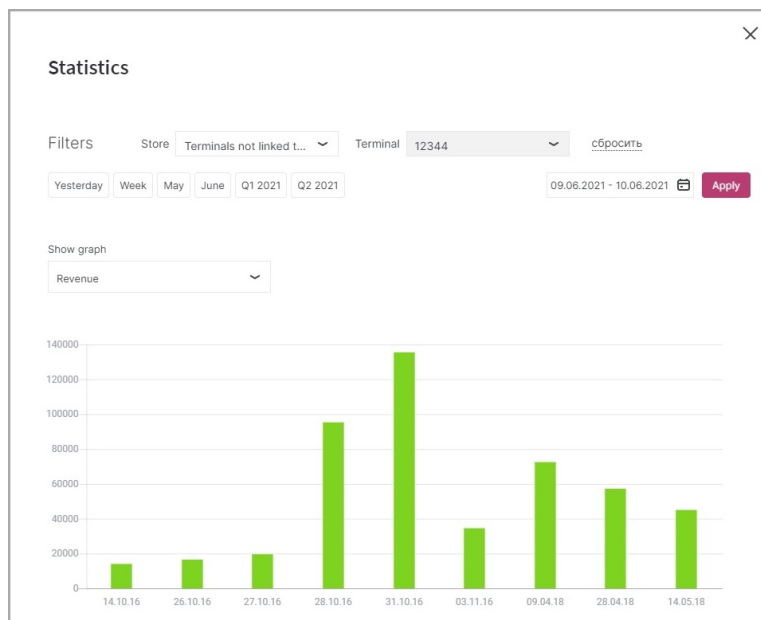 Statistics
Filters Store Terminals not linked t... Terminal 12344 сбросить
Yesterday Week May June Q1 2021 Q2 2021 09.06.2021 - 10.06.2021 Apply
Show graph
Revenue
140000
120000
100000
80000
60000
40000
20000
0
14.10.16 26.10.16 27.10.16 28.10.16 31.10.16 03.11.16 09.04.18 28.04.18 14.05.18